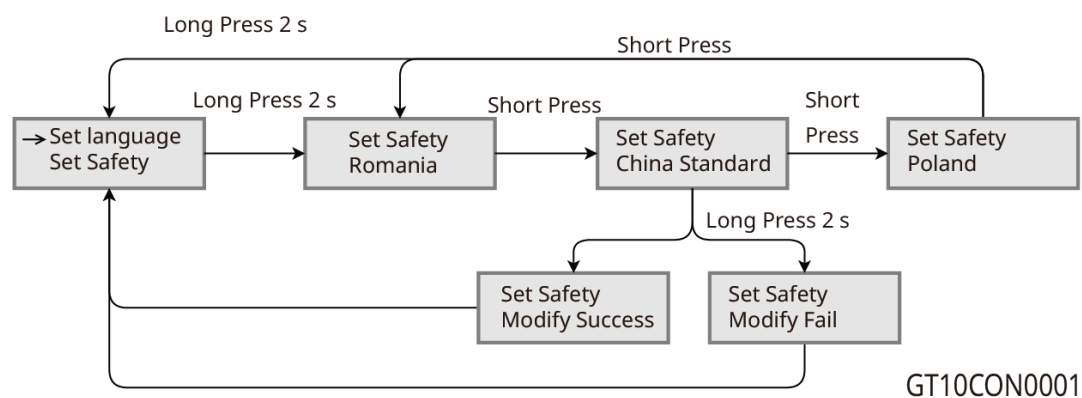 Long Press 2 s
Short Press
Long Press 2 s
Short Press
Short
Press
→Set language
Set Safety
Set Safety
Romania
Set Safety
China Standard
Set Safety
Poland
Long Press 2 s
Set Safety
Modify Success
Set Safety
Modify Fail
GT10CON0001